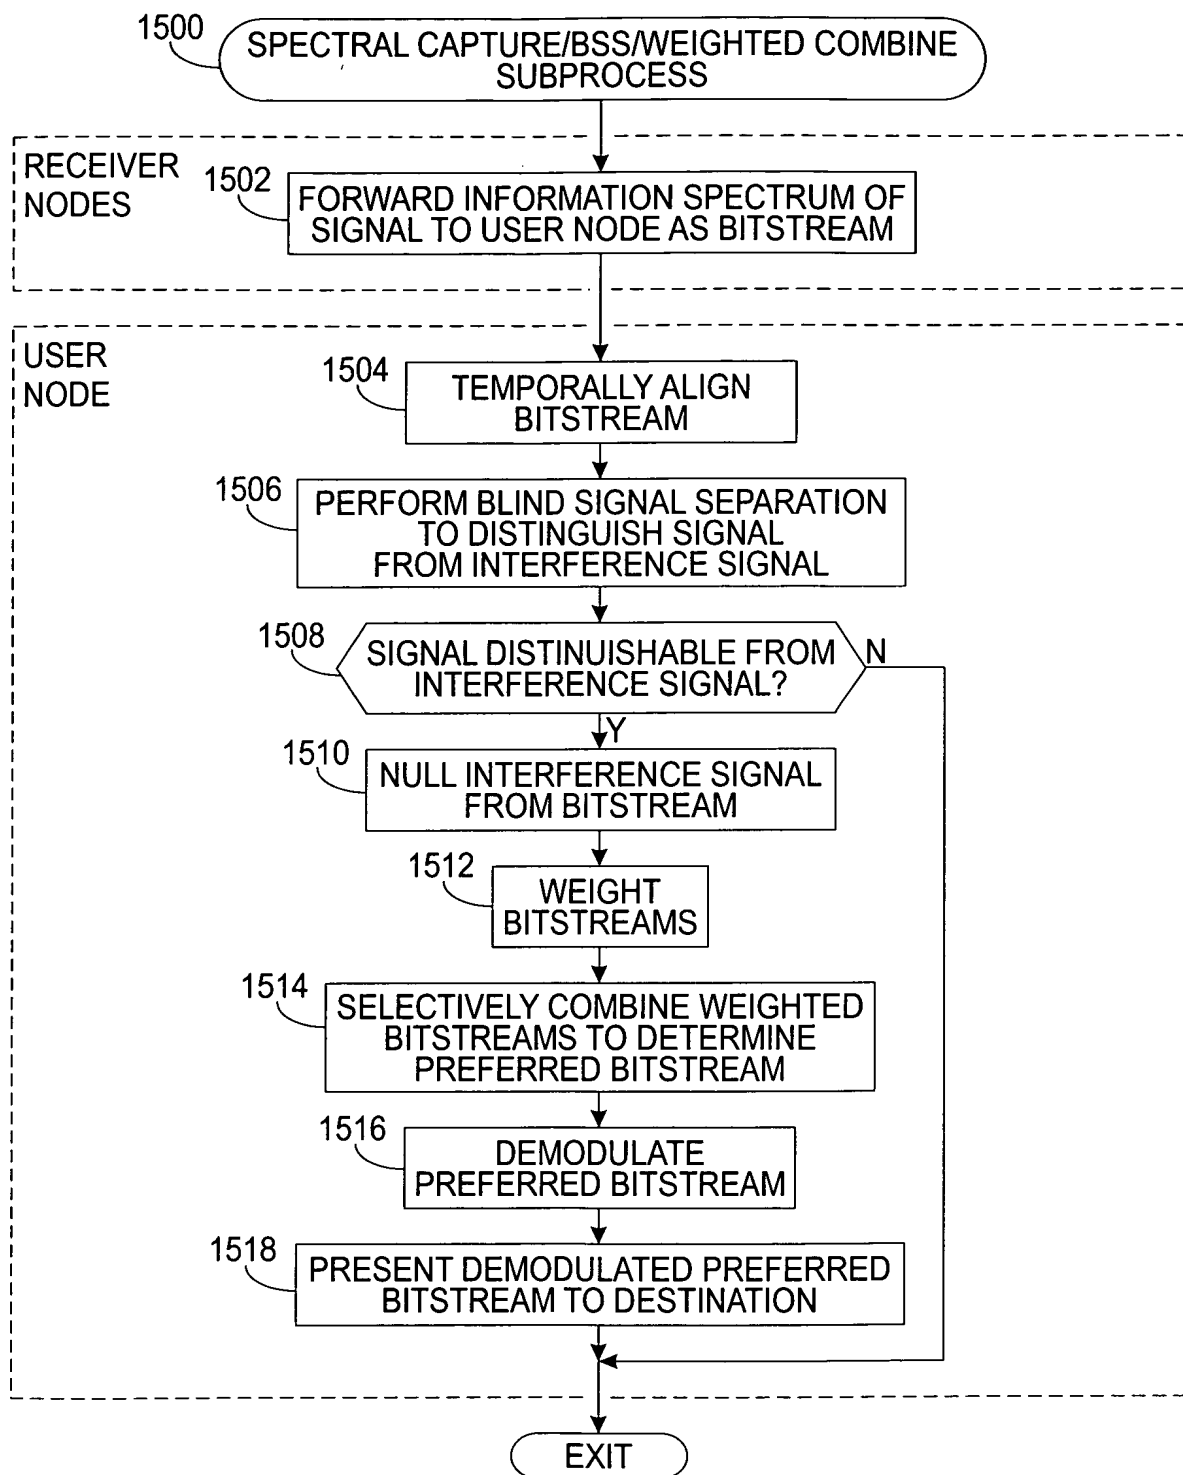 1500
SPECTRAL CAPTURE/BSS/WEIGHTED COMBINE
SUBPROCESS
RECEIVER
NODES
1502
FORWARD INFORMATION SPECTRUM OF
SIGNAL TO USER NODE AS BITSTREAM
USER
NODE
1504
TEMPORALLY ALIGN
BITSTREAM
1506
PERFORM BLIND SIGNAL SEPARATION
TO DISTINGUISH SIGNAL
FROM INTERFERENCE SIGNAL
1508
SIGNAL DISTINUISHABLE FROM
INTERFERENCE SIGNAL?
N
Y
1510
NULL INTERFERENCE SIGNAL
FROM BITSTREAM
1512
WEIGHT
BITSTREAMS
1514
SELECTIVELY COMBINE WEIGHTED
BITSTREAMS TO DETERMINE
PREFERRED BITSTREAM
1516
DEMODULATE
PREFERRED BITSTREAM
1518
PRESENT DEMODULATED PREFERRED
BITSTREAM TO DESTINATION
EXIT